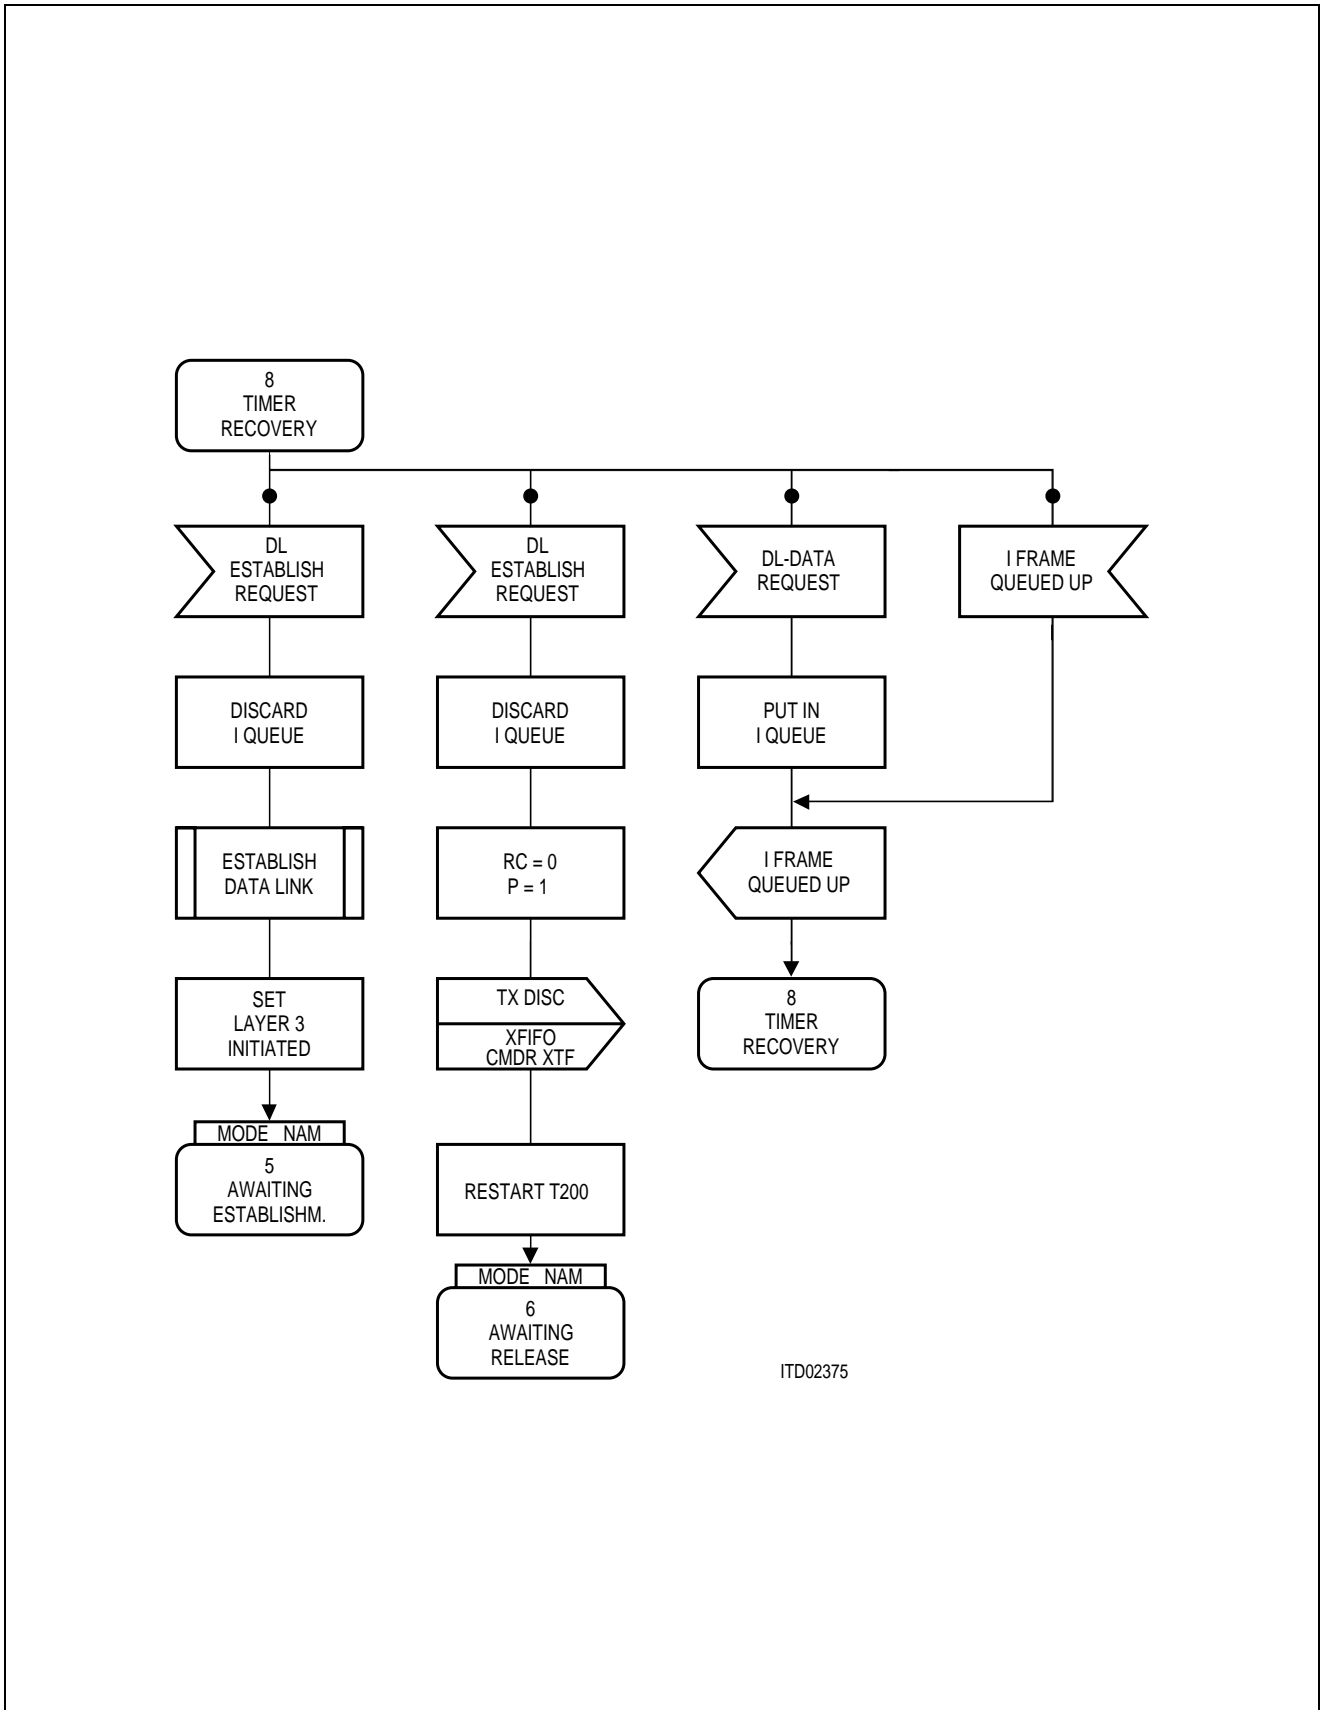 8
TIMER
RECOVERY
DL
ESTABLISH
REQUEST
DL
ESTABLISH
REQUEST
DL-DATA
REQUEST
I FRAME
QUEUED UP
DISCARD
I QUEUE
DISCARD
I QUEUE
PUT IN
I QUEUE
ESTABLISH
DATA LINK
RC = 0
P = 1
I FRAME
QUEUED UP
SET
LAYER 3
INITIATED
TX DISC
XFIFO
CMDR XTF
8
TIMER
RECOVERY
MODE NAM
5
AWAITING
ESTABLISHM.
RESTART T200
MODE NAM
6
AWAITING
RELEASE
ITD02375